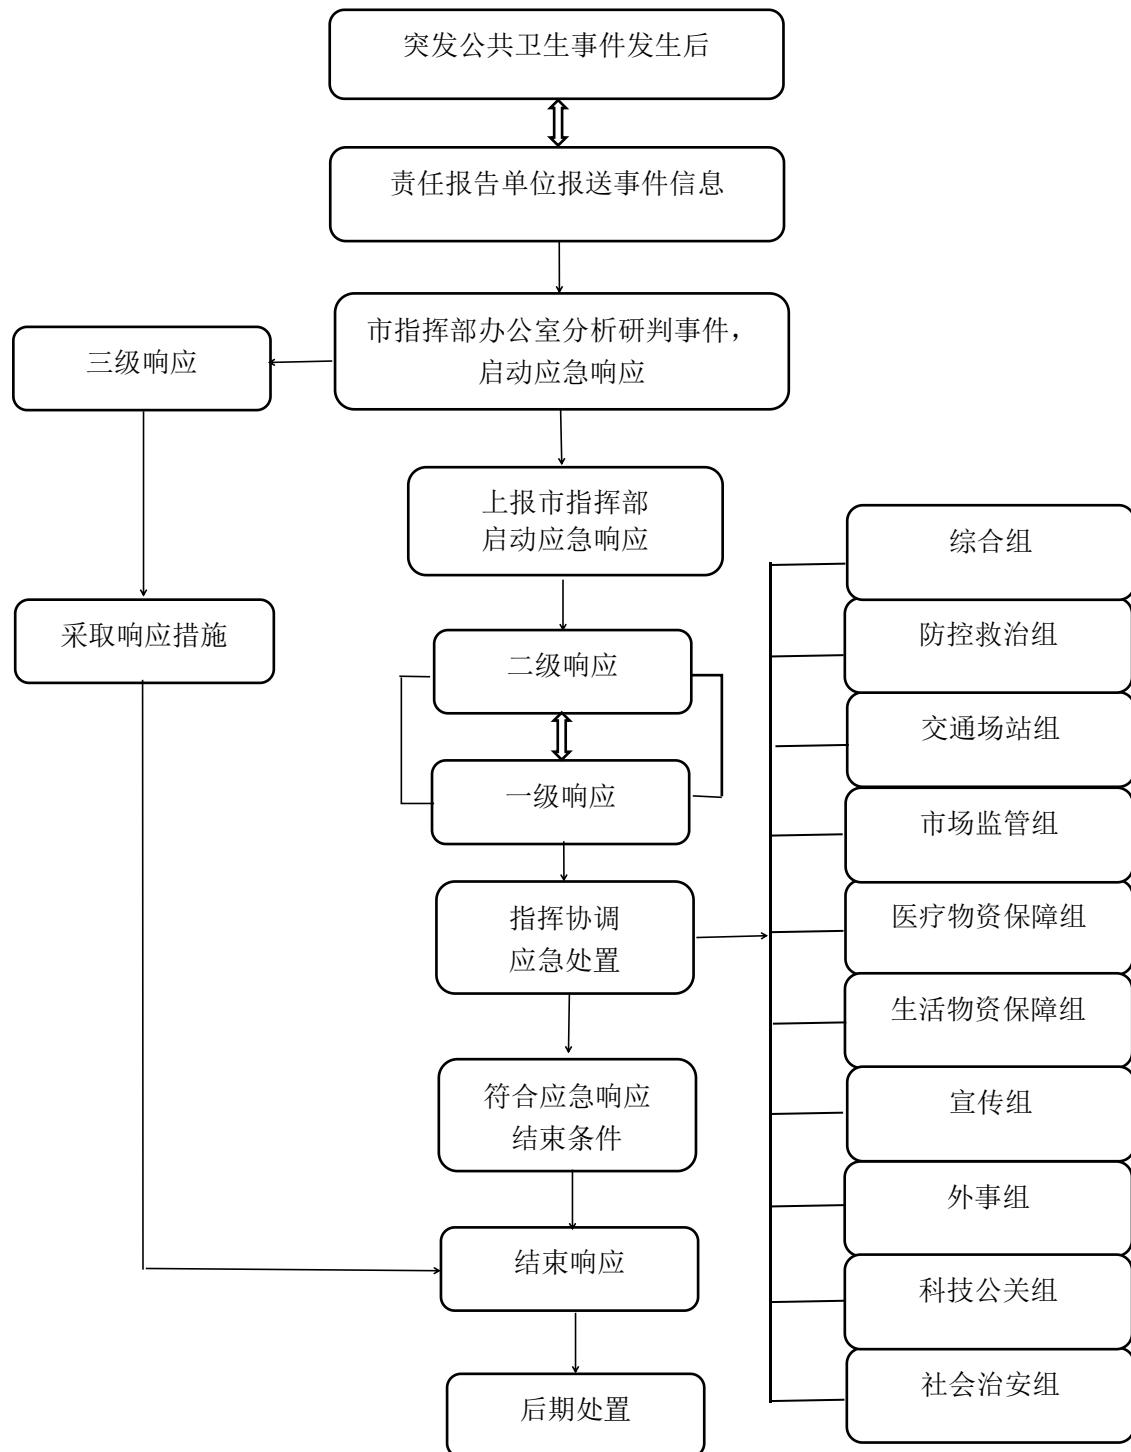 突发公共卫生事件发生后
责任报告单位报送事件信息
市指挥部办公室分析研判事件，
启动应急响应
三级响应
上报市指挥部
启动应急响应
采取响应措施
二级响应
一级响应
指挥协调
应急处置
符合应急响应
结束条件
结束响应
后期处置
综合组
防控救治组
交通场站组
市场监管组
医疗物资保障组
生活物资保障组
宣传组
外事组
科技公关组
社会治安组